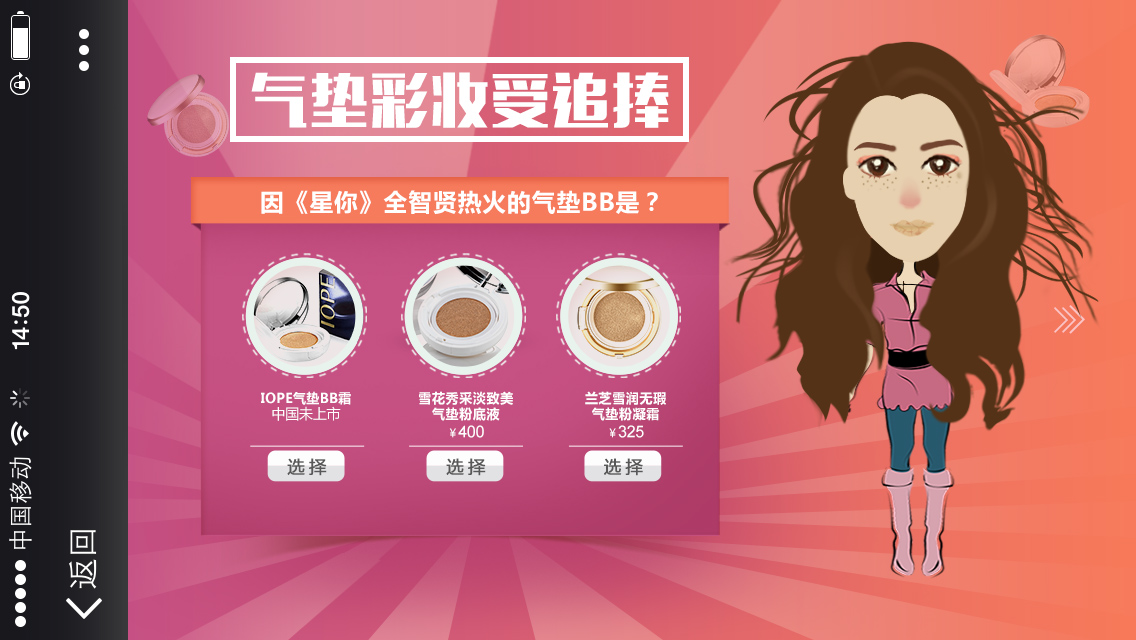 14:50
中国移动
返回
气垫彩妆受追捧
因《星你》全智贤热火的气垫BB是？
IOPE
IOPE气垫BB霜
中国未上市
选择
雪花秀采淡致美
气垫粉底液
¥400
选择
兰芝雪润无瑕
气垫粉凝霜
¥325
选择